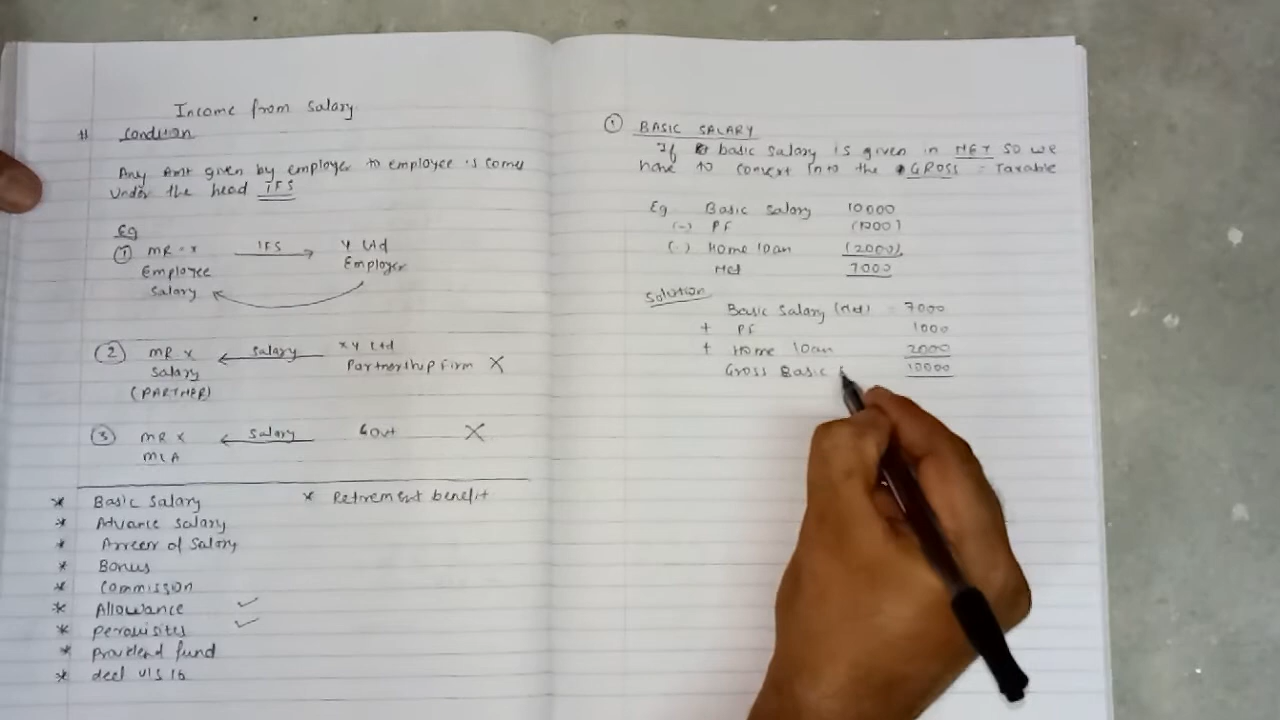 Income from salary
# Condition
Any Amt given by employer to employee is comes
under the head IFS
Eg
① MR. X IFS Y Ltd
Employee Employer
Salary
② MR X Salary XY Ltd
Salary Partnership Firm X
(PARTNER)
③ MR X Salary Govt X
MLA
* Basic salary * Retirement benefit
* Advance salary
* Arreer of salary
* Bonus
* Commission
* Allowance ✓
* perquisites ✓
* Providend fund
* ded U/S 16
① BASIC SALARY
If basic salary is given in NET so we
have to convert into the GROSS = Taxable
Eg Basic salary 10000
(-) PF (1000)
(-) Home loan (2000)
Net 7000
Solution
Basic salary (Net) = 7000
+ PF 1000
+ Home loan 2000
Gross Basic S 10000